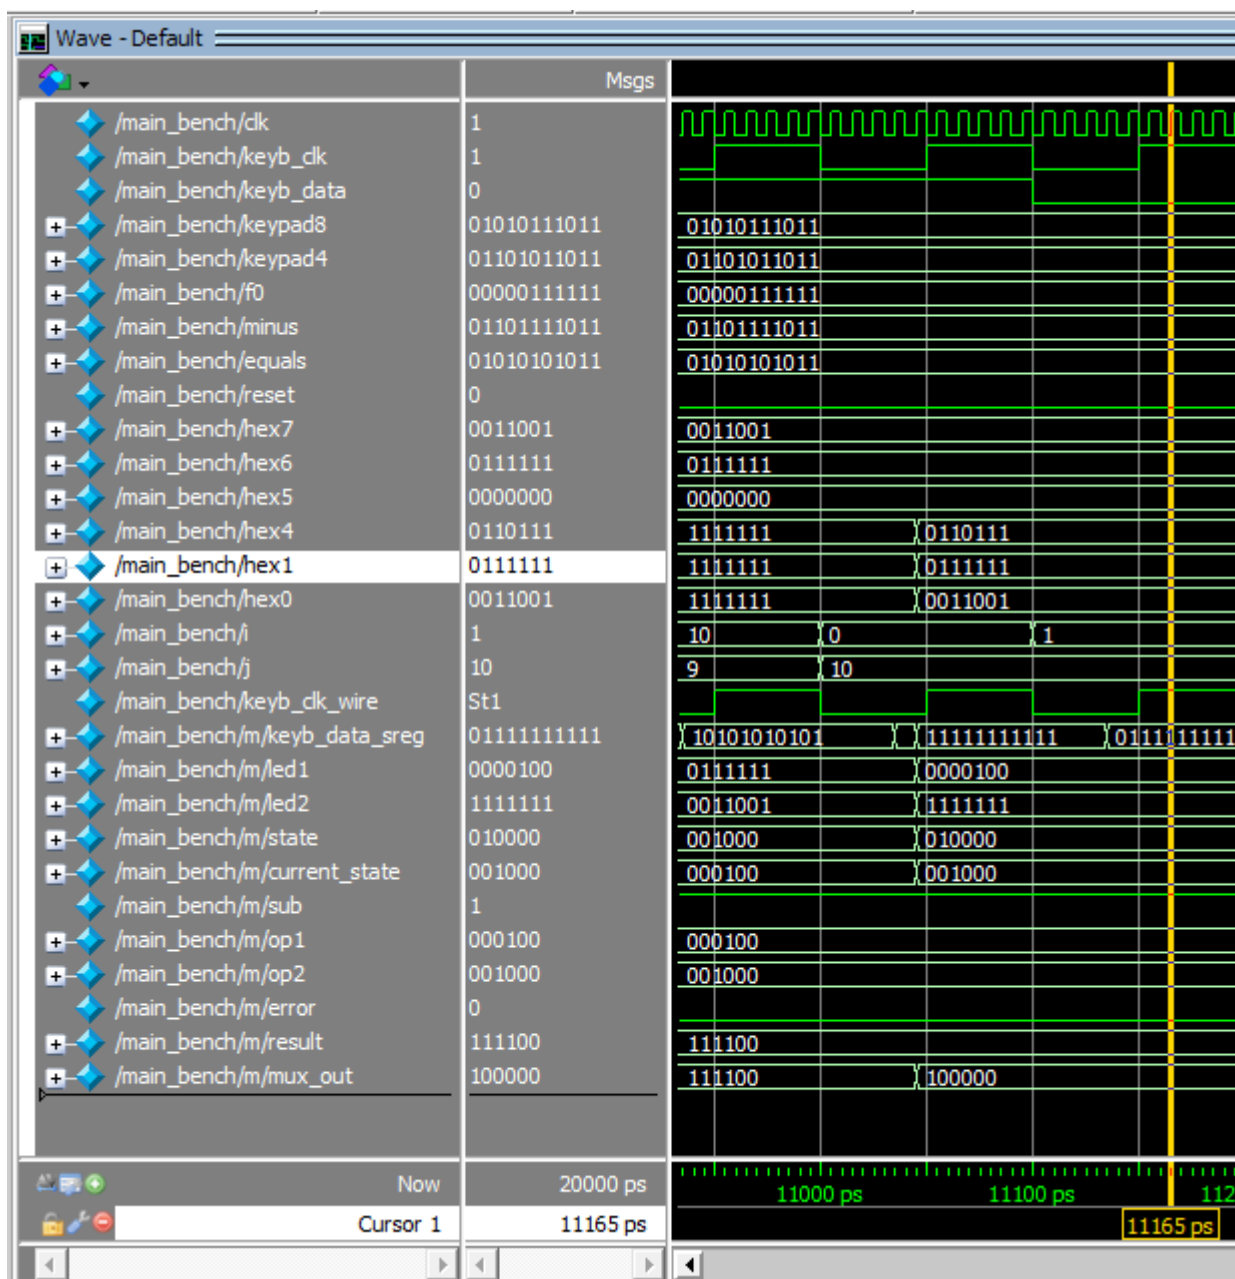 Wave - Default
Msgs
/main_bench/clk 1
/main_bench/keyb_clk 1
/main_bench/keyb_data 0
/main_bench/keypad8 01010111011 01010111011
/main_bench/keypad4 01101011011 01101011011
/main_bench/f0 00000111111 00000111111
/main_bench/minus 01101111011 01101111011
/main_bench/equals 01010101011 01010101011
/main_bench/reset 0
/main_bench/hex7 0011001 0011001
/main_bench/hex6 0111111 0111111
/main_bench/hex5 0000000 0000000
/main_bench/hex4 0110111 1111111 0110111
/main_bench/hex1 0111111 1111111 0111111
/main_bench/hex0 0011001 1111111 0011001
/main_bench/i 1 10 0 1
/main_bench/j 10 9 10
/main_bench/keyb_clk_wire St1
/main_bench/m/keyb_data_sreg 01111111111 10101010101 11111111111 01111111111
/main_bench/m/led1 0000100 0111111 0000100
/main_bench/m/led2 1111111 0011001 1111111
/main_bench/m/state 010000 001000 010000
/main_bench/m/current_state 001000 000100 001000
/main_bench/m/sub 1
/main_bench/m/op1 000100 000100
/main_bench/m/op2 001000 001000
/main_bench/m/error 0
/main_bench/m/result 111100 111100
/main_bench/m/mux_out 100000 111100 100000
Now 20000 ps 11000 ps 11100 ps 112
Cursor 1 11165 ps 11165 ps